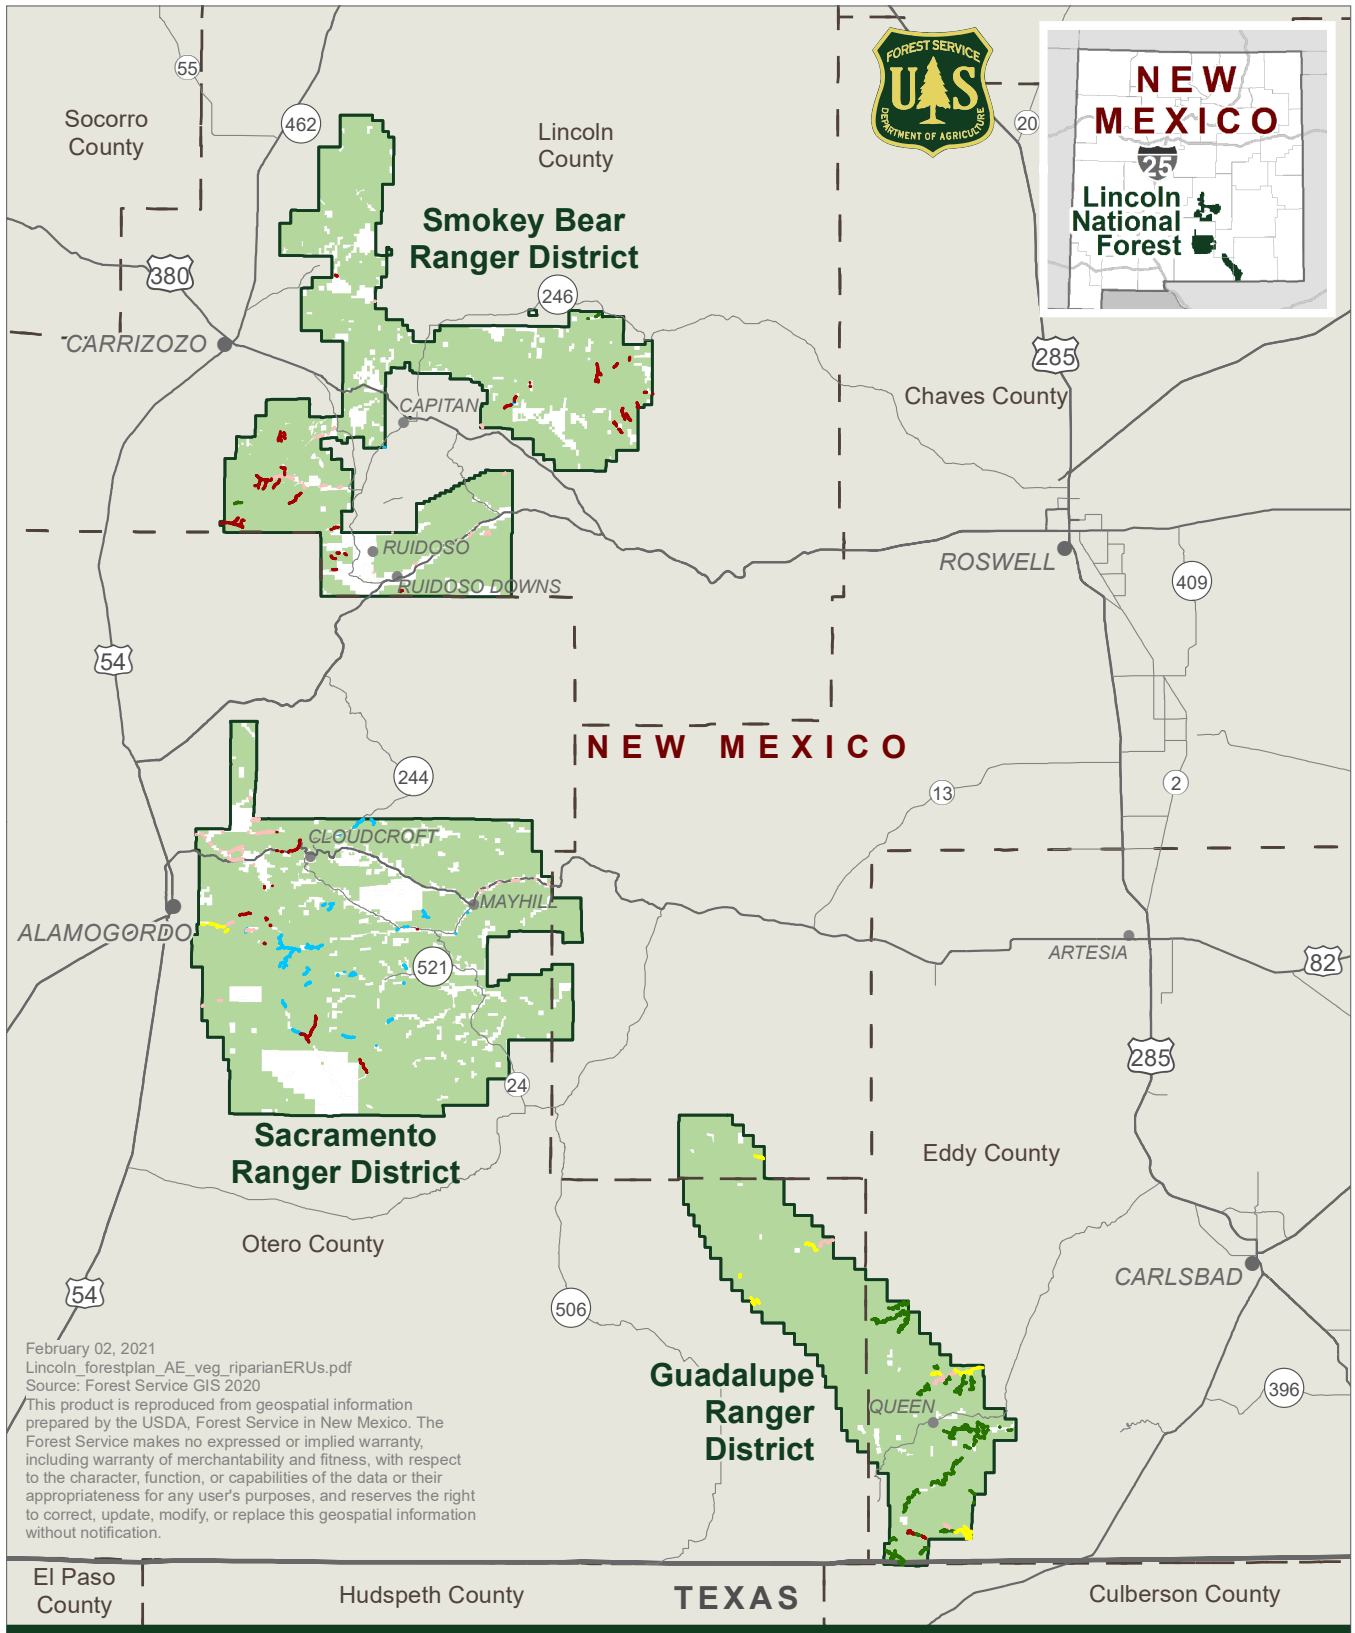 55
Socorro
County
462
Lincoln
County
FOREST SERVICE
U S
DEPARTMENT OF AGRICULTURE
20
NEW
MEXICO
25
Lincoln
National
Forest
Smokey Bear
Ranger District
380
246
CARRIZOZO
285
Chaves County
CAPITAN
RUIDOSO
ROSWELL
RUIDOSO DOWNS
409
54
NEW MEXICO
244
13
2
CLOUDCROFT
MAYHILL
ALAMOGORDO
521
ARTESIA
82
285
24
Sacramento
Ranger District
Eddy County
Otero County
CARLSBAD
54
506
February 02, 2021
Lincoln_forestplan_AE_veg_riparianERUs.pdf
Source: Forest Service GIS 2020
This product is reproduced from geospatial information
prepared by the USDA, Forest Service in New Mexico. The
Forest Service makes no expressed or implied warranty,
including warranty of merchantability and fitness, with respect
to the character, function, or capabilities of the data or their
appropriateness for any user's purposes, and reserves the right
to correct, update, modify, or replace this geospatial information
without notification.
Guadalupe
Ranger
District
QUEEN
396
El Paso
County
Hudspeth County
TEXAS
Culberson County